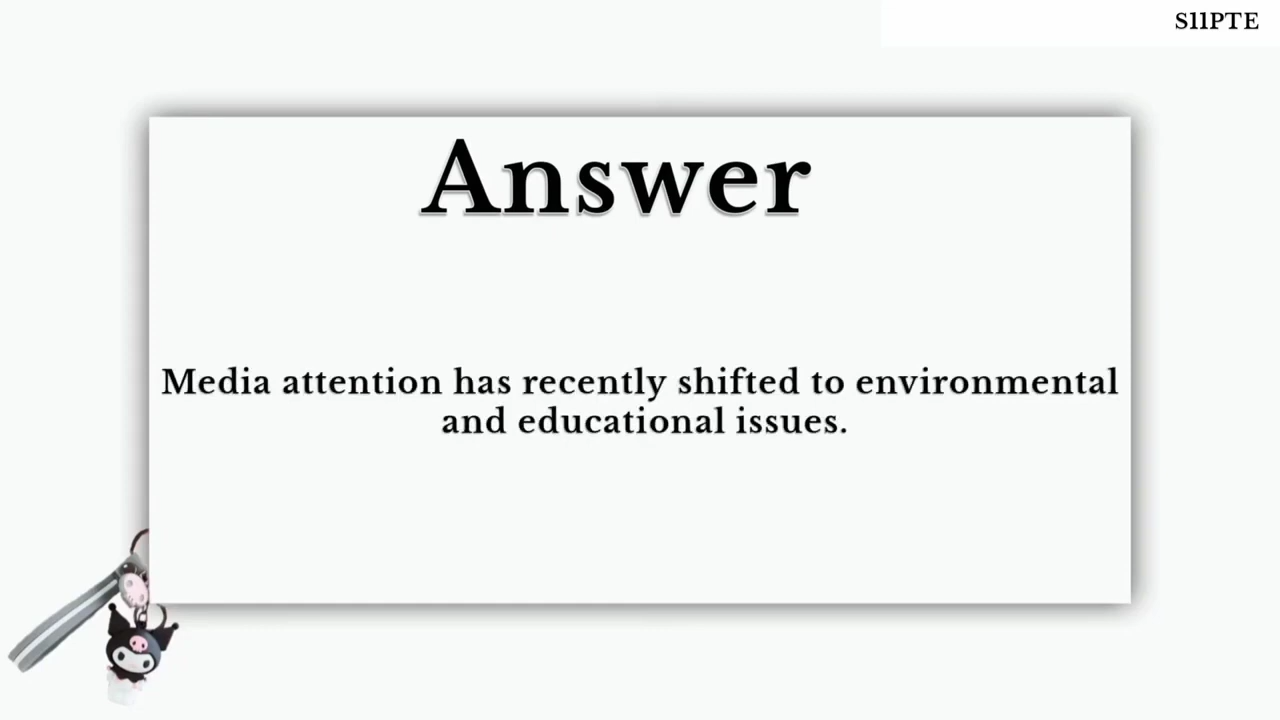 S11PTE
Answer
Media attention has recently shifted to environmental
and educational issues.